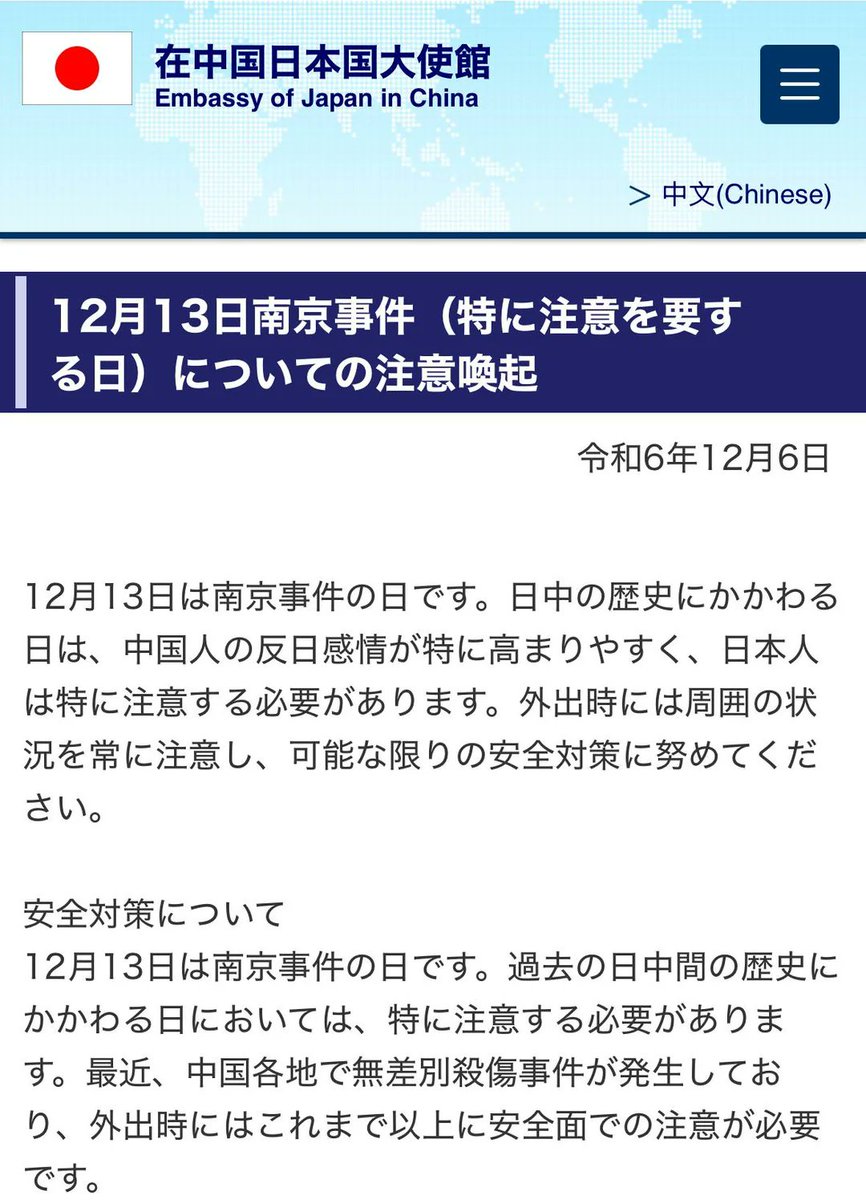 在中国日本国大使館
Embassy of Japan in China
> 中文(Chinese)
12月13日南京事件（特に注意を要す
る日）についての注意喚起
令和6年12月6日
12月13日は南京事件の日です。日中の歴史にかかわる
日は、中国人の反日感情が特に高まりやすく、日本人
は特に注意する必要があります。外出時には周囲の状
況を常に注意し、可能な限りの安全対策に努めてくだ
さい。
安全対策について
12月13日は南京事件の日です。過去の日中間の歴史に
かかわる日においては、特に注意する必要がありま
す。最近、中国各地で無差別殺傷事件が発生してお
り、外出時にはこれまで以上に安全面での注意が必要
です。